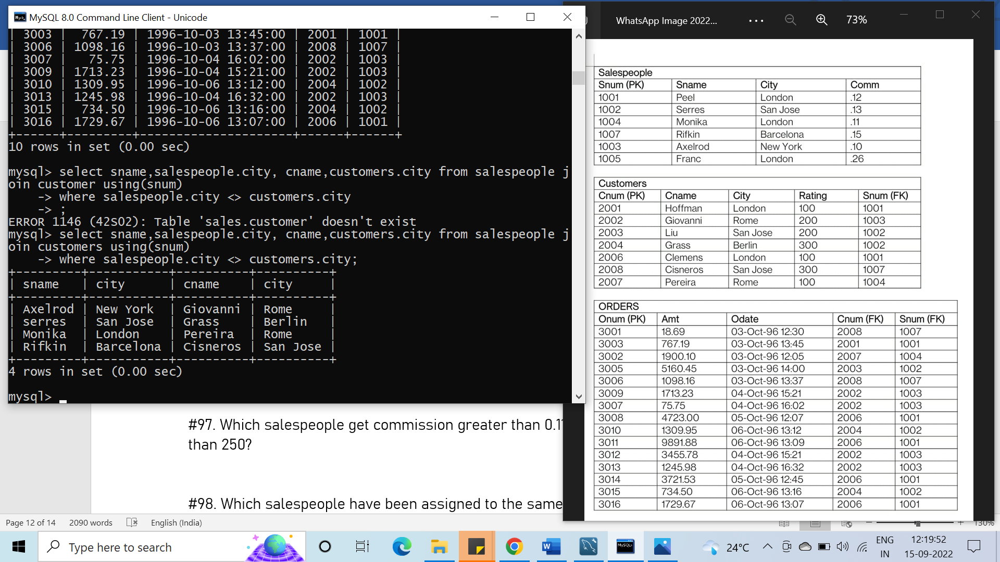 MySQL 8.0 Command Line Client - Unicode
| 3003 |  767.19 | 1996-10-03 13:45:00 | 2001 | 1001 |
| 3006 | 1098.16 | 1996-10-03 13:37:00 | 2008 | 1007 |
| 3007 |   75.75 | 1996-10-04 16:02:00 | 2002 | 1003 |
| 3009 | 1713.23 | 1996-10-04 15:21:00 | 2002 | 1003 |
| 3010 | 1309.95 | 1996-10-06 13:12:00 | 2004 | 1002 |
| 3013 | 1245.98 | 1996-10-04 16:32:00 | 2002 | 1003 |
| 3015 |  734.50 | 1996-10-06 13:16:00 | 2004 | 1002 |
| 3016 | 1729.67 | 1996-10-06 13:07:00 | 2006 | 1001 |
+------+---------+---------------------+------+------+
10 rows in set (0.00 sec)
mysql> select sname,salespeople.city, cname,customers.city from salespeople j
oin customer using(snum)
    -> where salespeople.city <> customers.city
    -> ;
ERROR 1146 (42S02): Table 'sales.customer' doesn't exist
mysql> select sname,salespeople.city, cname,customers.city from salespeople j
oin customers using(snum)
    -> where salespeople.city <> customers.city;
+---------+-----------+----------+----------+
| sname   | city      | cname    | city     |
+---------+-----------+----------+----------+
| Axelrod | New York  | Giovanni | Rome     |
| serres  | San Jose  | Grass    | Berlin   |
| Monika  | London    | Pereira  | Rome     |
| Rifkin  | Barcelona | Cisneros | San Jose |
+---------+-----------+----------+----------+
4 rows in set (0.00 sec)
mysql> _
#97. Which salespeople get commission greater than 0.11
than 250?
#98. Which salespeople have been assigned to the same
WhatsApp Image 2022... ... 73%
Salespeople
Snum (PK) Sname City Comm
1001 Peel London .12
1002 Serres San Jose .13
1004 Monika London .11
1007 Rifkin Barcelona .15
1003 Axelrod New York .10
1005 Franc London .26
Customers
Cnum (PK) Cname City Rating Snum (FK)
2001 Hoffman London 100 1001
2002 Giovanni Rome 200 1003
2003 Liu San Jose 200 1002
2004 Grass Berlin 300 1002
2006 Clemens London 100 1001
2008 Cisneros San Jose 300 1007
2007 Pereira Rome 100 1004
ORDERS
Onum (PK) Amt Odate Cnum (FK) Snum (FK)
3001 18.69 03-Oct-96 12:30 2008 1007
3003 767.19 03-Oct-96 13:45 2001 1001
3002 1900.10 03-Oct-96 12:05 2007 1004
3005 5160.45 03-Oct-96 14:00 2003 1002
3006 1098.16 03-Oct-96 13:37 2008 1007
3009 1713.23 04-Oct-96 15:21 2002 1003
3007 75.75 04-Oct-96 16:02 2002 1003
3008 4723.00 05-Oct-96 12:07 2006 1001
3010 1309.95 06-Oct-96 13:12 2004 1002
3011 9891.88 06-Oct-96 13:09 2006 1001
3012 3455.78 04-Oct-96 15:21 2002 1003
3013 1245.98 04-Oct-96 16:32 2002 1003
3014 3721.53 05-Oct-96 12:45 2006 1001
3015 734.50 06-Oct-96 13:16 2004 1002
3016 1729.67 06-Oct-96 13:07 2006 1001
Page 12 of 14 2090 words English (India) 130%
Type here to search 24°C ENG 12:19:52
IN 15-09-2022